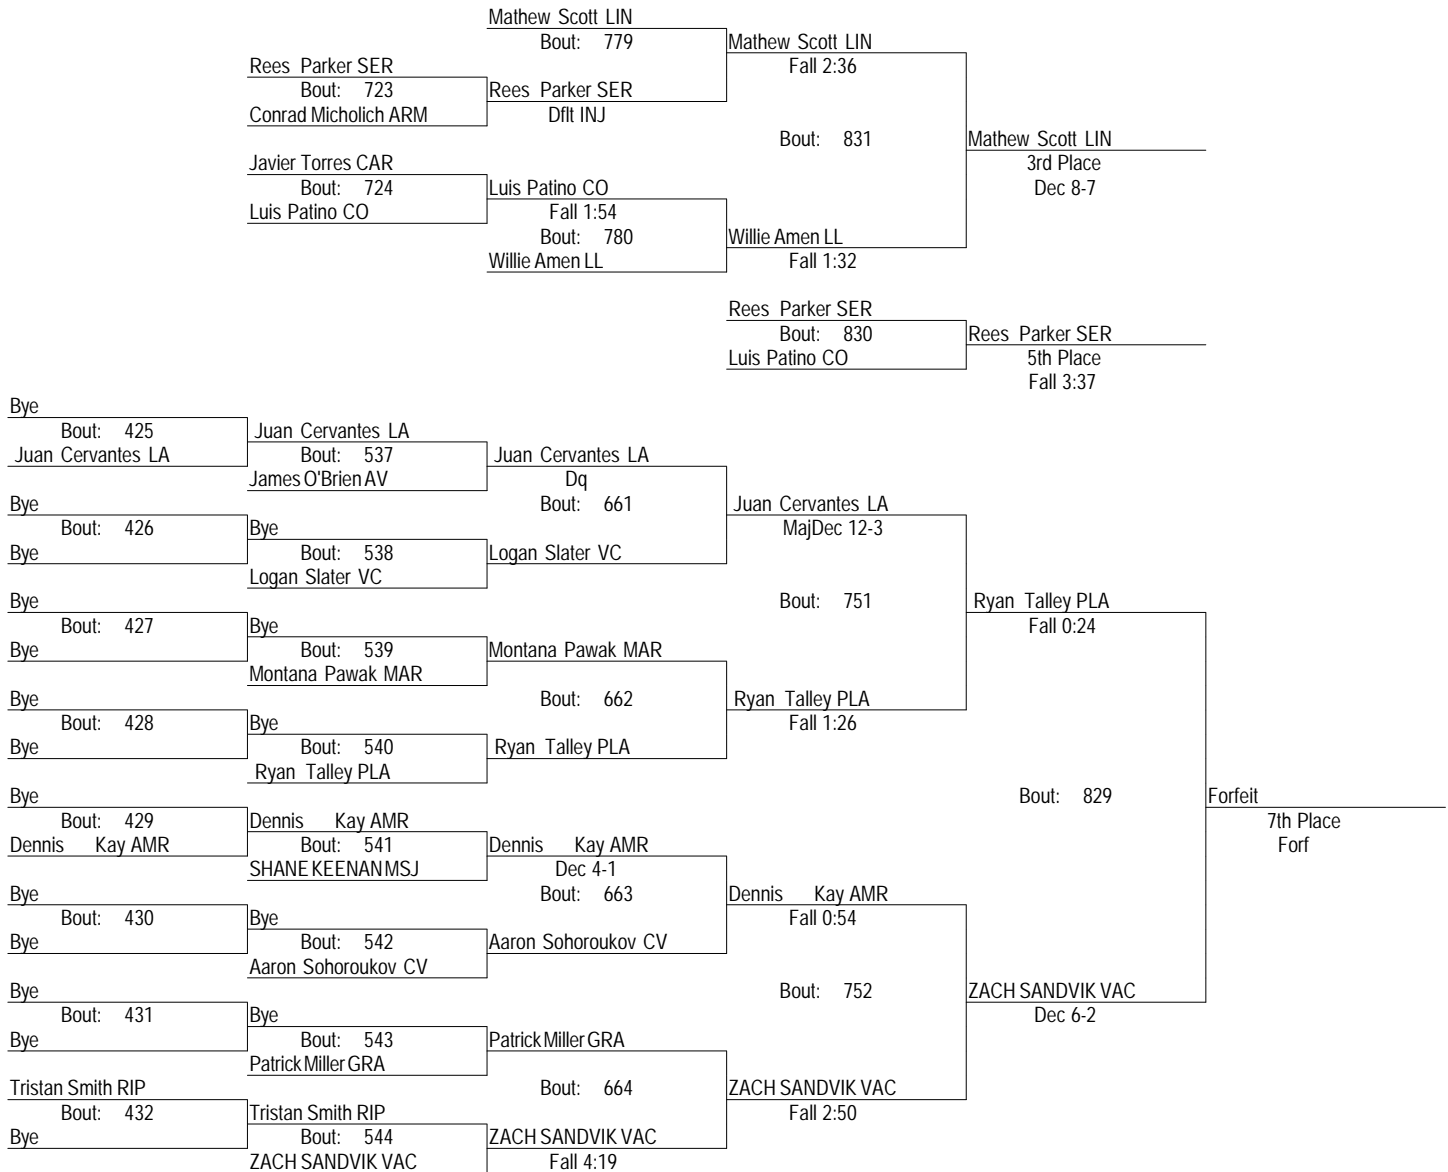 Mathew Scott LIN
Bout: 779
Mathew Scott LIN
Rees Parker SER
Fall 2:36
Bout: 723
Rees Parker SER
Conrad Micholich ARM
Dflt INJ
Bout: 831
Mathew Scott LIN
Javier Torres CAR
3rd Place
Bout: 724
Luis Patino CO
Dec 8-7
Luis Patino CO
Fall 1:54
Bout: 780
Willie Amen LL
Willie Amen LL
Fall 1:32
Rees Parker SER
Bout: 830
Rees Parker SER
Luis Patino CO
5th Place
Fall 3:37
Bye
Bout: 425
Juan Cervantes LA
Juan Cervantes LA
Bout: 537
Juan Cervantes LA
James O'Brien AV
Dq
Bye
Bout: 661
Juan Cervantes LA
Bout: 426
Bye
MajDec 12-3
Bye
Bout: 538
Logan Slater VC
Logan Slater VC
Bye
Bout: 751
Ryan Talley PLA
Bout: 427
Bye
Fall 0:24
Bye
Bout: 539
Montana Pawak MAR
Montana Pawak MAR
Bye
Bout: 662
Ryan Talley PLA
Bout: 428
Bye
Fall 1:26
Bye
Bout: 540
Ryan Talley PLA
Ryan Talley PLA
Bye
Bout: 829
Forfeit
Bout: 429
Dennis Kay AMR
7th Place
Dennis Kay AMR
Bout: 541
Dennis Kay AMR
Forf
SHANE KEENAN MSJ
Dec 4-1
Bye
Bout: 663
Dennis Kay AMR
Bout: 430
Bye
Fall 0:54
Bye
Bout: 542
Aaron Sohoroukov CV
Aaron Sohoroukov CV
Bye
Bout: 752
ZACH SANDVIK VAC
Bout: 431
Bye
Dec 6-2
Bye
Bout: 543
Patrick Miller GRA
Patrick Miller GRA
Tristan Smith RIP
Bout: 664
ZACH SANDVIK VAC
Bout: 432
Tristan Smith RIP
Fall 2:50
Bye
Bout: 544
ZACH SANDVIK VAC
ZACH SANDVIK VAC
Fall 4:19